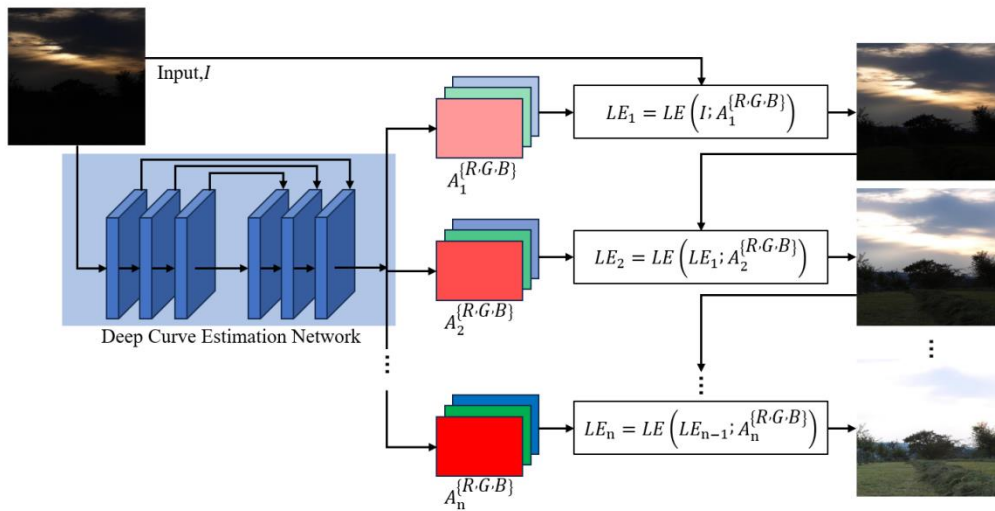 Input,I
LE₁ = LE(I; A₁^{R,G,B})
A₁^{R,G,B}
LE₂ = LE(LE₁; A₂^{R,G,B})
A₂^{R,G,B}
Deep Curve Estimation Network
⋮
⋮
⋮
LEₙ = LE(LEₙ₋₁; Aₙ^{R,G,B})
Aₙ^{R,G,B}